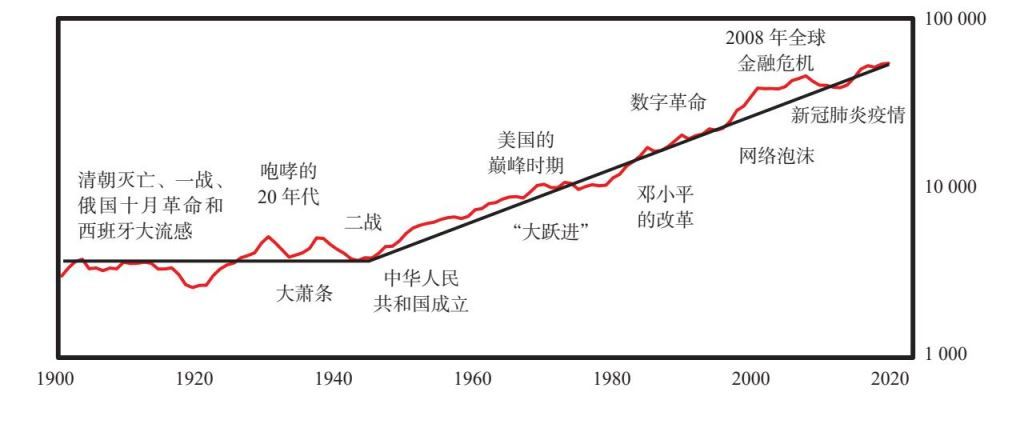 100 000
2008 年全球
金融危机
数字革命
新冠肺炎疫情
美国的
巅峰时期
网络泡沫
咆哮的
20 年代
清朝灭亡、一战、
俄国十月革命和
西班牙大流感
10 000
邓小平
的改革
二战
“大跃进”
中华人民
共和国成立
大萧条
1 000
1900
1920
1940
1960
1980
2000
2020